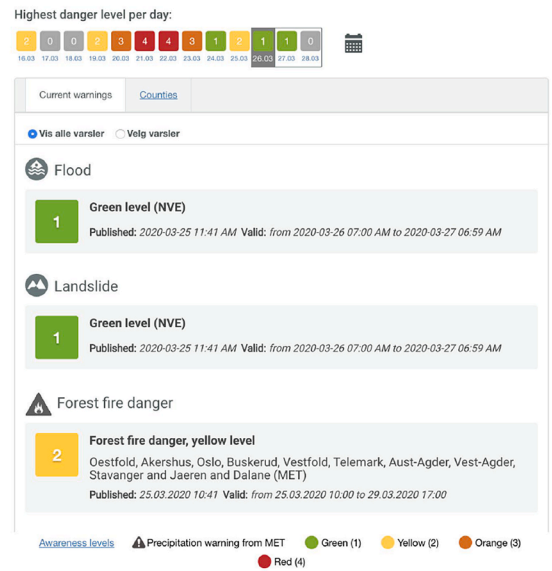 Highest danger level per day:
2 0 0 2 3 4 4 3 1 2 1 1 0
16.03 17.03 18.03 19.03 20.03 21.03 22.03 23.03 24.03 25.03 26.03 27.03 28.03
Current warnings Counties
Vis alle varsler Velg varsler
Flood
1
Green level (NVE)
Published: 2020-03-25 11:41 AM Valid: from 2020-03-26 07:00 AM to 2020-03-27 06:59 AM
Landslide
1
Green level (NVE)
Published: 2020-03-25 11:41 AM Valid: from 2020-03-26 07:00 AM to 2020-03-27 06:59 AM
Forest fire danger
2
Forest fire danger, yellow level
Oestfold, Akershus, Oslo, Buskerud, Vestfold, Telemark, Aust-Agder, Vest-Agder,
Stavanger and Jaeren and Dalane (MET)
Published: 25.03.2020 10:41 Valid: from 25.03.2020 10:00 to 29.03.2020 17:00
Awareness levels Precipitation warning from MET Green (1) Yellow (2) Orange (3)
Red (4)